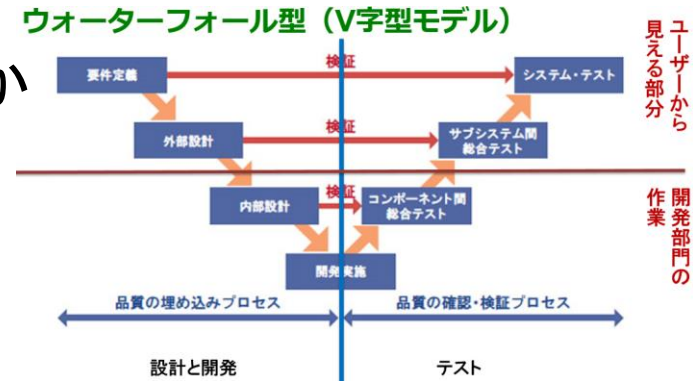 ウォーターフォール型（V字型モデル）
か
要件定義
検証
システム・テスト
ユーザーから
見える部分
外部設計
検証
サブシステム間
総合テスト
内部設計
検証
コンポーネント間
総合テスト
開発部門の
作業
開発実施
品質の埋め込みプロセス
品質の確認・検証プロセス
設計と開発
テスト